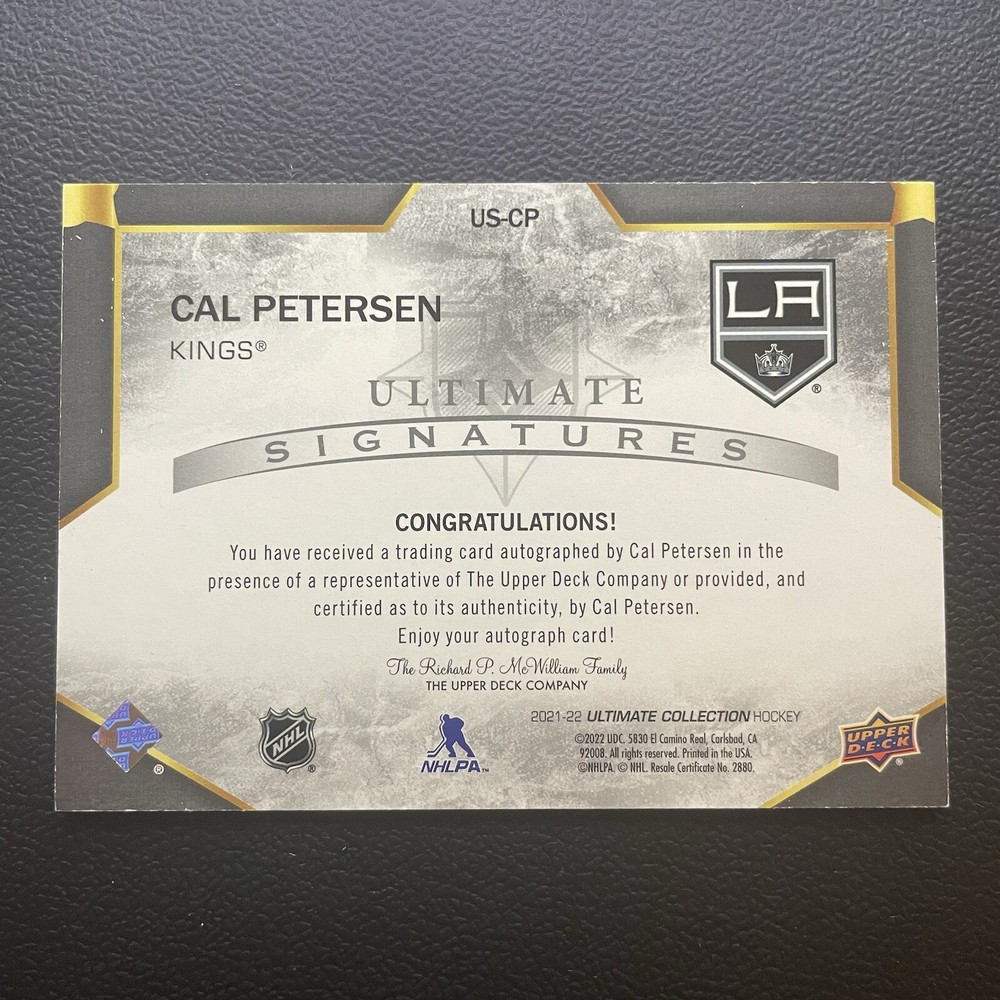 US-CP
CAL PETERSEN
KINGS®
LA
®
ULTIMATE
SIGNATURES
CONGRATULATIONS!
You have received a trading card autographed by Cal Petersen in the
presence of a representative of The Upper Deck Company or provided, and
certified as to its authenticity, by Cal Petersen.
Enjoy your autograph card!
The Richard P. McWilliam Family
THE UPPER DECK COMPANY
2021-22 ULTIMATE COLLECTION HOCKEY
©2022 UDC. 5830 El Camino Real, Carlsbad, CA
92008. All rights reserved. Printed in the USA.
©NHLPA. © NHL. Resale Certificate No. 2880.
UPPER
DECK
®
NHL
®
NHLPA™
UPPER
D·E·C·K
®